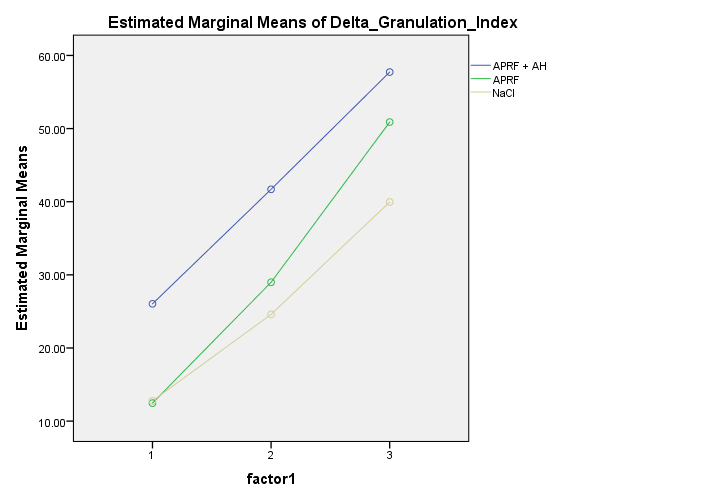 Estimated Marginal Means of Delta_Granulation_Index
Estimated Marginal Means
60.00
50.00
40.00
30.00
20.00
10.00
1
2
3
factor1
APRF + AH
APRF
NaCl